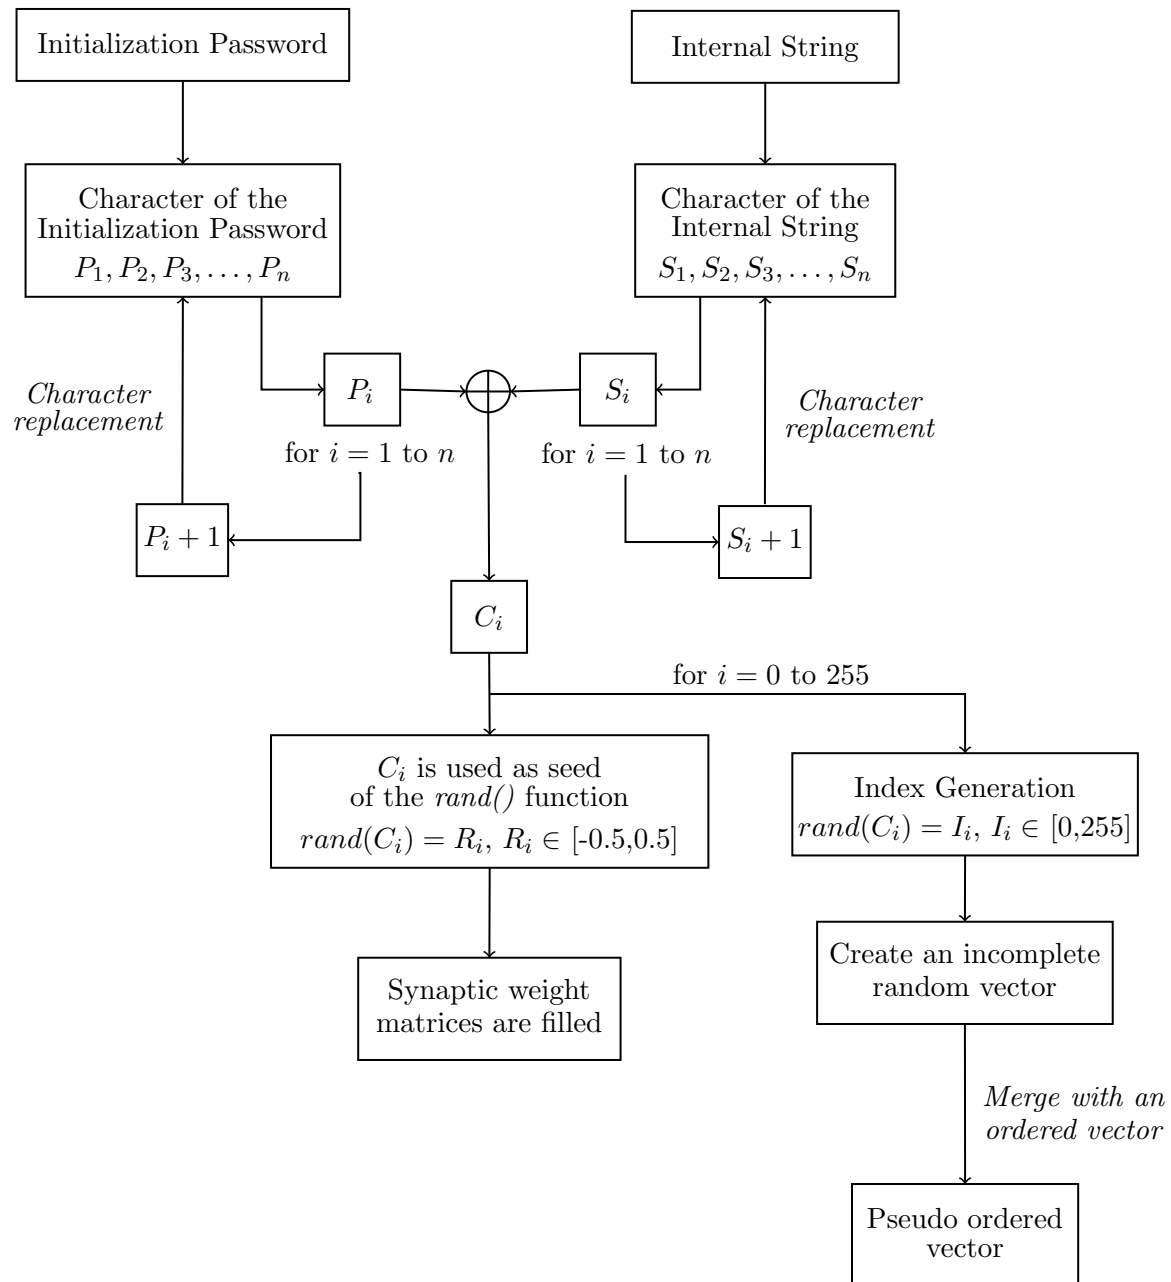 Initialization Password
Internal String
Character of the
Initialization Password
P₁, P₂, P₃, . . . , Pₙ
Character of the
Internal String
S₁, S₂, S₃, . . . , Sₙ
Character
replacement
Pᵢ
Sᵢ
Character
replacement
for i = 1 to n
for i = 1 to n
Pᵢ + 1
Sᵢ + 1
Cᵢ
for i = 0 to 255
Cᵢ is used as seed
of the rand() function
rand(Cᵢ) = Rᵢ, Rᵢ ∈ [-0.5,0.5]
Index Generation
rand(Cᵢ) = Iᵢ, Iᵢ ∈ [0,255]
Synaptic weight
matrices are filled
Create an incomplete
random vector
Merge with an
ordered vector
Pseudo ordered
vector